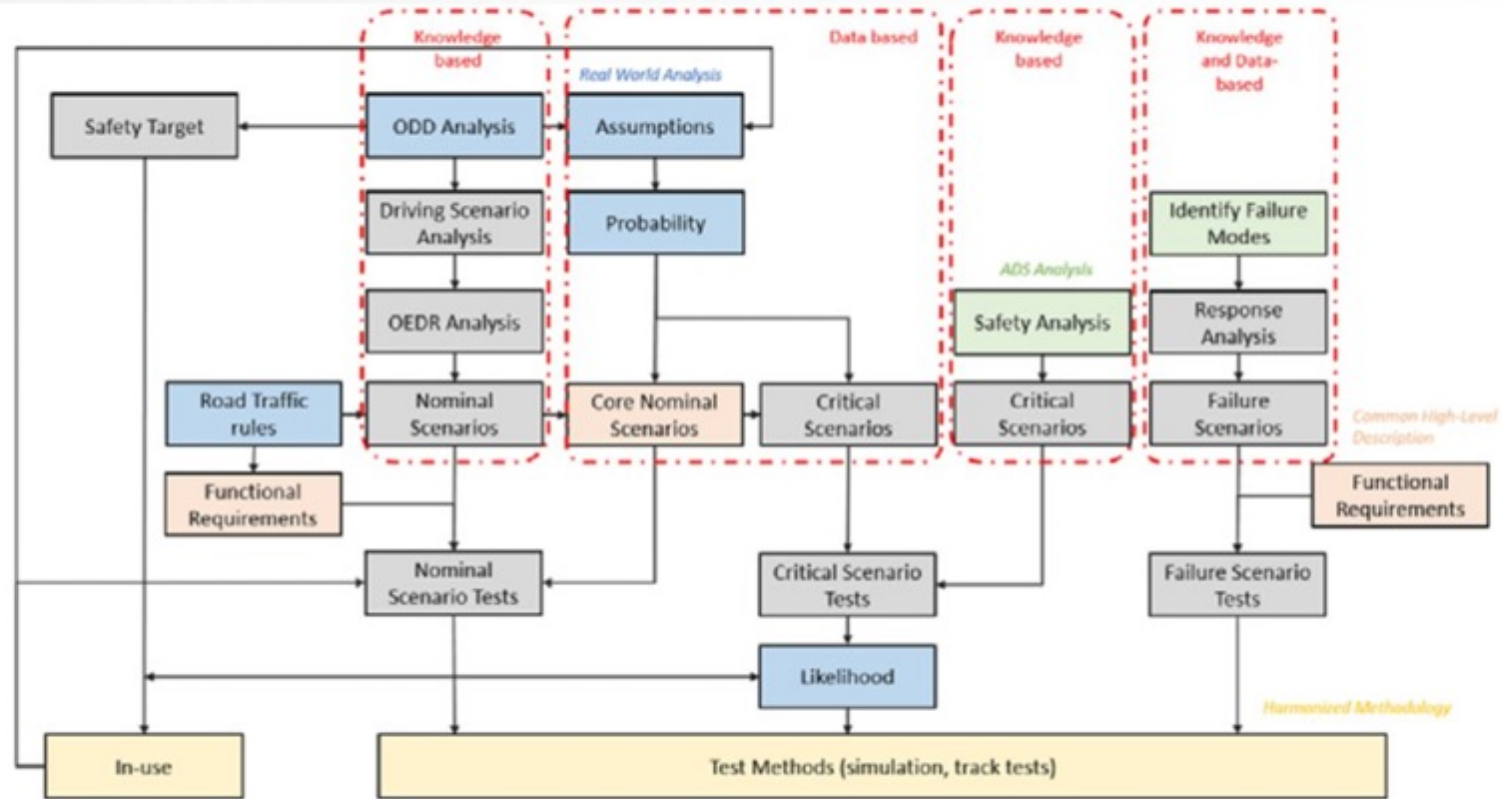 Knowledge
based
Data based
Knowledge
based
Knowledge
and Data-
based
Real World Analysis
Safety Target
ODD Analysis
Assumptions
Driving Scenario
Analysis
Probability
Identify Failure
Modes
ADS Analysis
OEDR Analysis
Safety Analysis
Response
Analysis
Road Traffic
rules
Nominal
Scenarios
Core Nominal
Scenarios
Critical
Scenarios
Critical
Scenarios
Failure
Scenarios
Common High-Level
Description
Functional
Requirements
Functional
Requirements
Nominal
Scenario Tests
Critical Scenario
Tests
Failure Scenario
Tests
Likelihood
Harmonized Methodology
In-use
Test Methods (simulation, track tests)